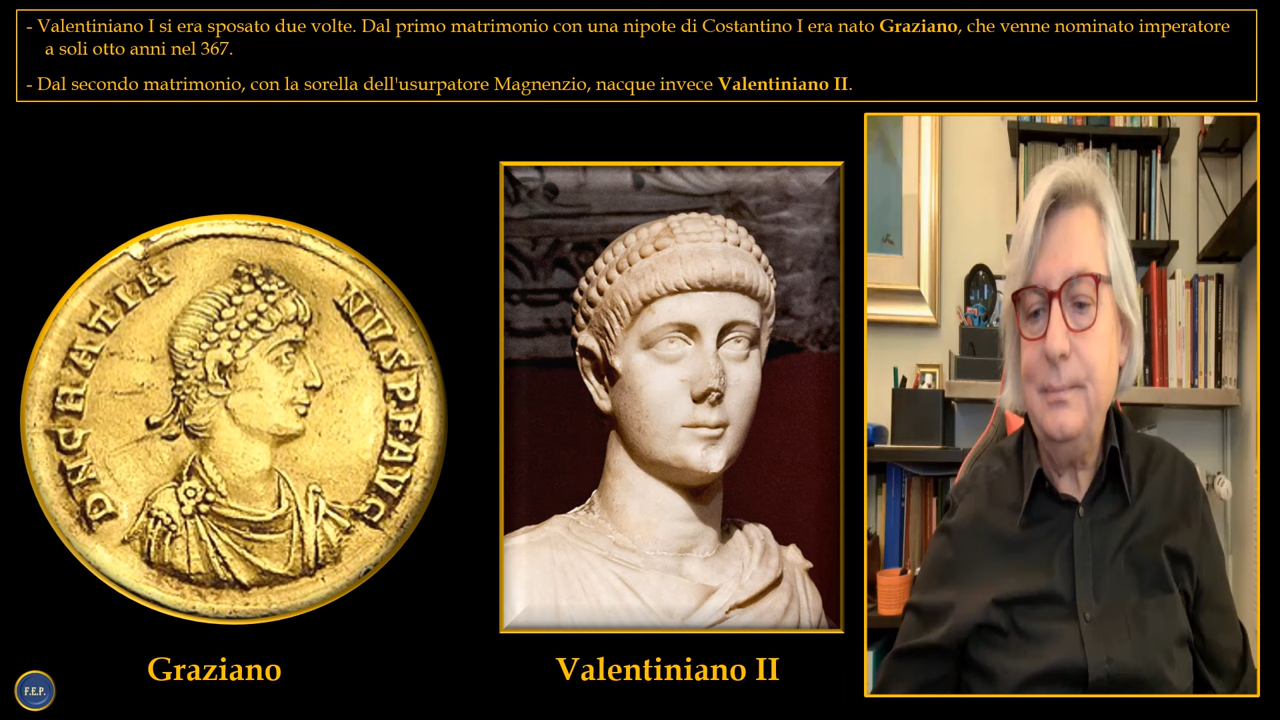 - Valentiniano I si era sposato due volte. Dal primo matrimonio con una nipote di Costantino I era nato Graziano, che venne nominato imperatore
a soli otto anni nel 367.
- Dal secondo matrimonio, con la sorella dell'usurpatore Magnenzio, nacque invece Valentiniano II.
DNGRATIA
NVSPFAVG
Graziano
Valentiniano II
F.E.P.